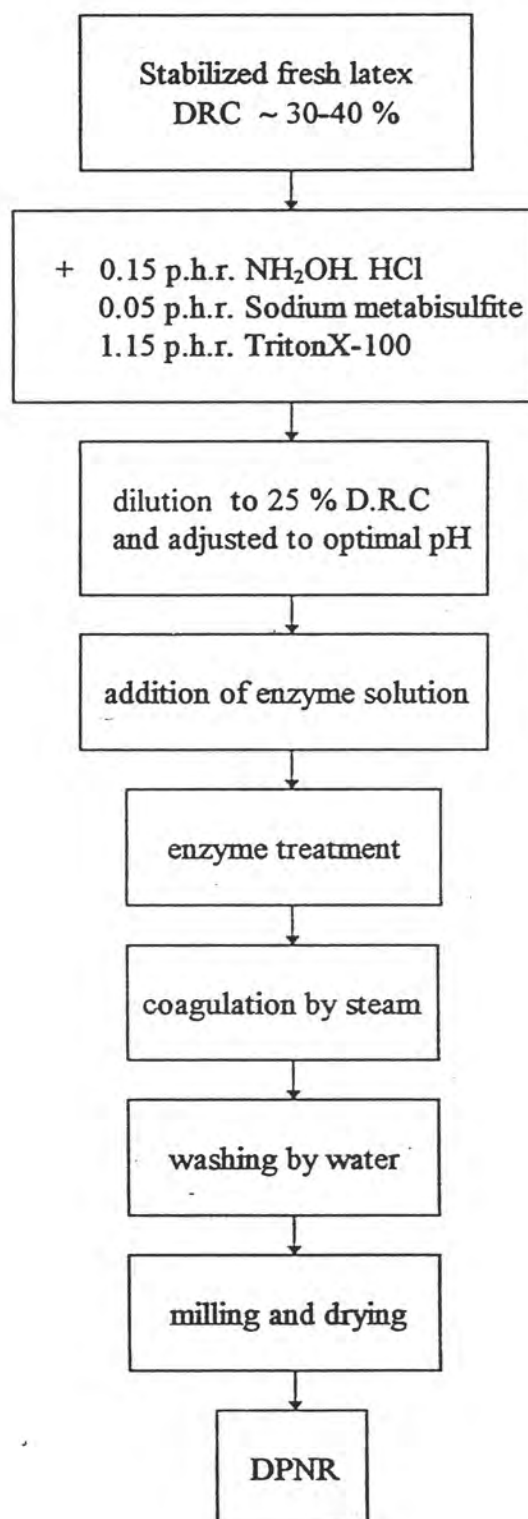 Stabilized fresh latex
DRC ~ 30-40 %
+ 0.15 p.h.r. NH₂OH. HCl
0.05 p.h.r. Sodium metabisulfite
1.15 p.h.r. TritonX-100
dilution to 25 % D.R.C
and adjusted to optimal pH
addition of enzyme solution
enzyme treatment
coagulation by steam
washing by water
milling and drying
DPNR